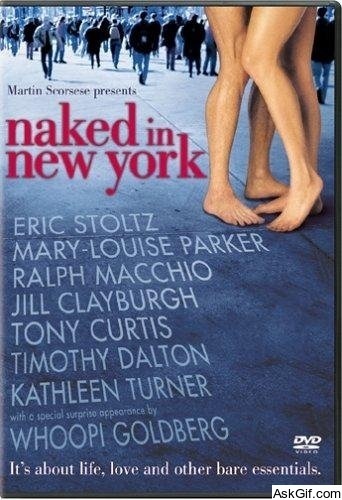 Martin Scorsese presents
naked in
new york
ERIC STOLTZ
MARY-LOUISE PARKER
RALPH MACCHIO
JILL CLAYBURGH
TONY CURTIS
TIMOTHY DALTON
KATHLEEN TURNER
with a special surprise appearance by
WHOOPI GOLDBERG
DVD
VIDEO
It's about life, love and other bare essentials.
AskGif.com